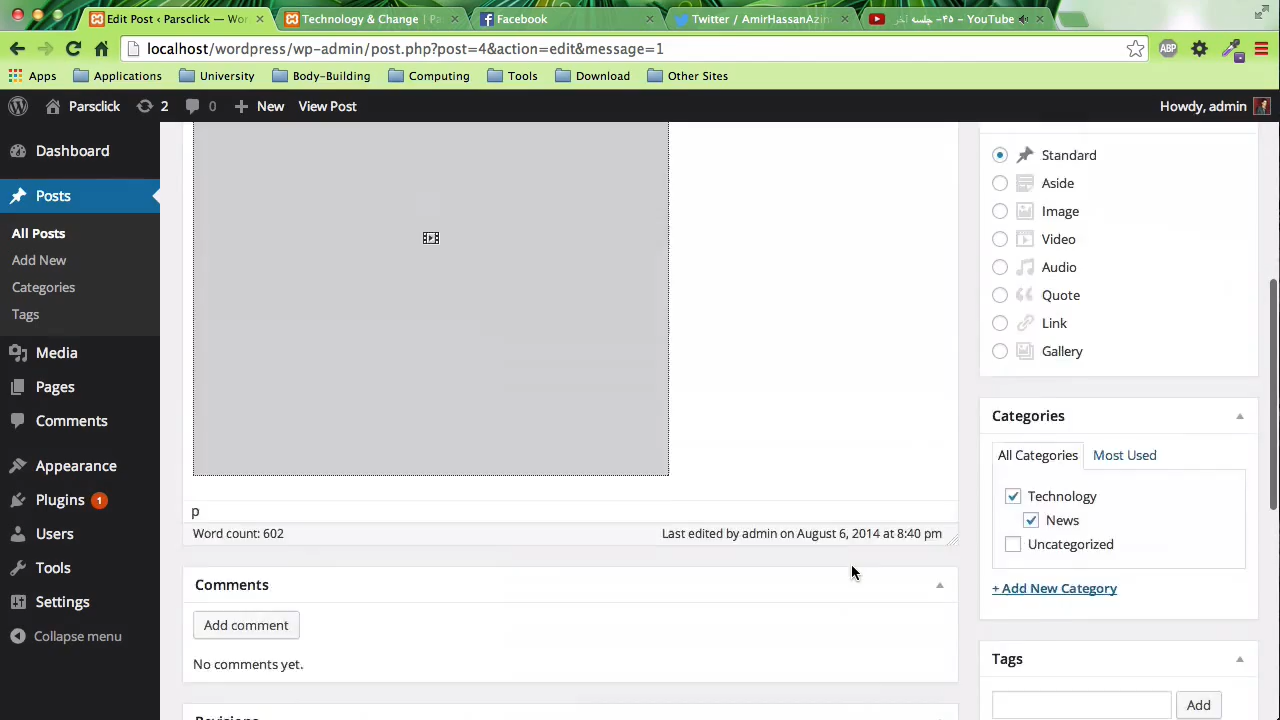 Edit Post ‹ Parsclick — Wor
Technology & Change | Pa
Facebook
Twitter / AmirHassanAzi
۴۵- جلسه آخر – YouTube
localhost/wordpress/wp-admin/post.php?post=4&action=edit&message=1
ABP
Apps Applications University Body-Building Computing Tools Download Other Sites
Parsclick 2 0 New View Post Howdy, admin
Dashboard
Posts
All Posts
Add New
Categories
Tags
Media
Pages
Comments
Appearance
Plugins 1
Users
Tools
Settings
Collapse menu
p
Word count: 602 Last edited by admin on August 6, 2014 at 8:40 pm
Comments
Add comment
No comments yet.
Revisions
Standard
Aside
Image
Video
Audio
Quote
Link
Gallery
Categories
All Categories Most Used
Technology
News
Uncategorized
+ Add New Category
Tags
Add